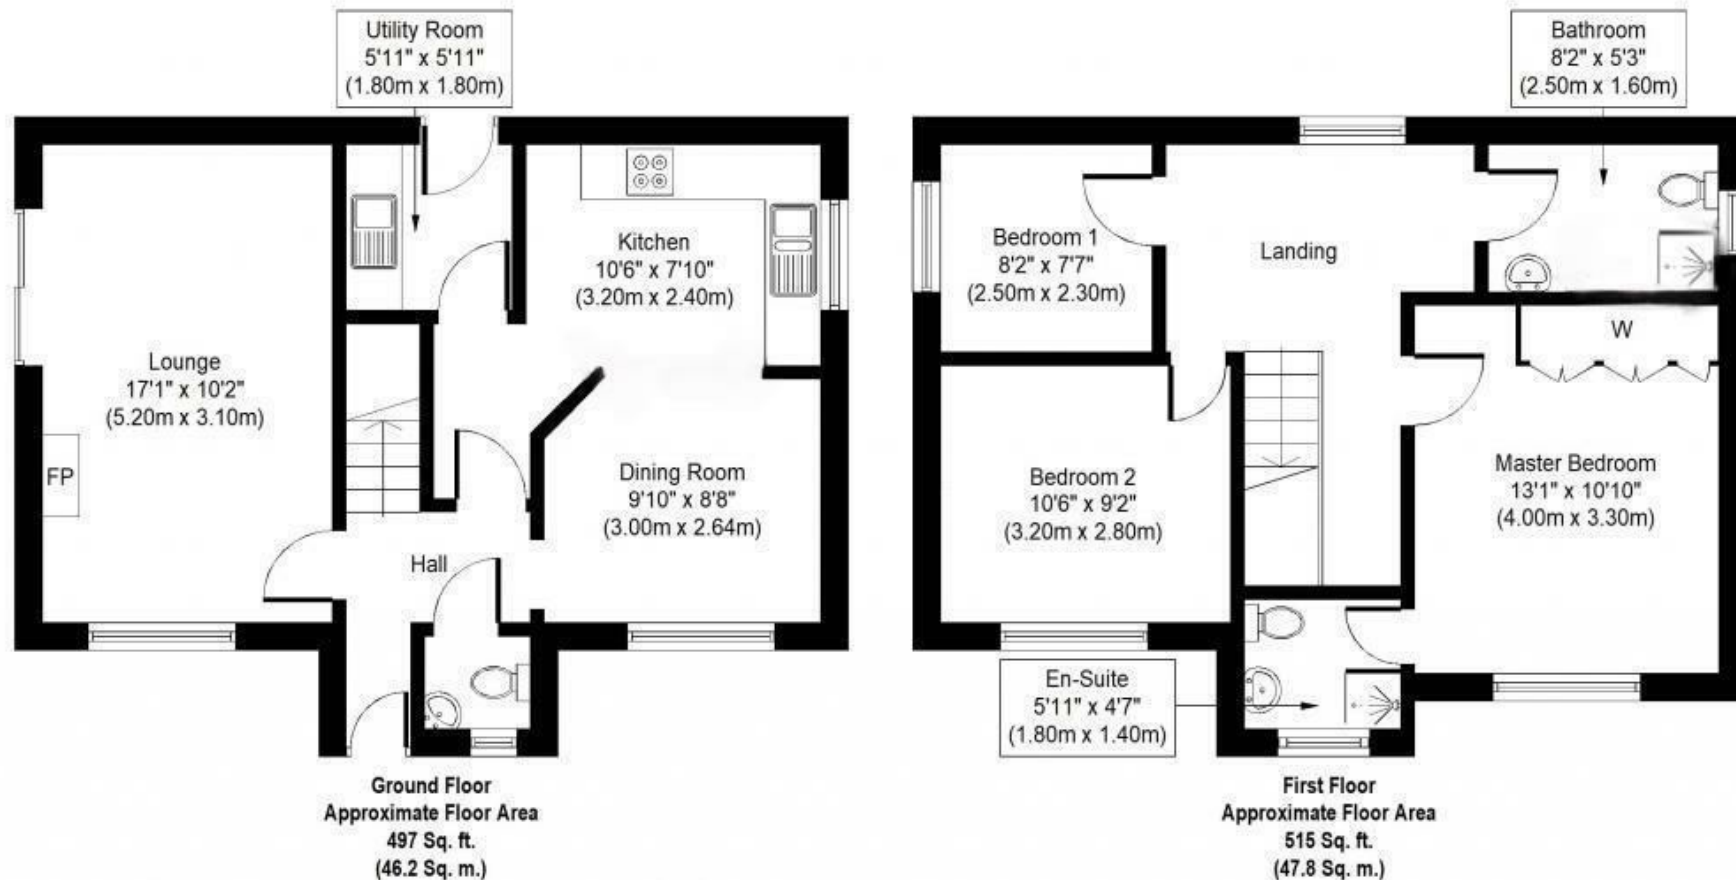 Utility Room
5'11" x 5'11"
(1.80m x 1.80m)
Kitchen
10'6" x 7'10"
(3.20m x 2.40m)
Lounge
17'1" x 10'2"
(5.20m x 3.10m)
FP
Dining Room
9'10" x 8'8"
(3.00m x 2.64m)
Hall
Ground Floor
Approximate Floor Area
497 Sq. ft.
(46.2 Sq. m.)
Bathroom
8'2" x 5'3"
(2.50m x 1.60m)
Bedroom 1
8'2" x 7'7"
(2.50m x 2.30m)
Landing
W
Bedroom 2
10'6" x 9'2"
(3.20m x 2.80m)
Master Bedroom
13'1" x 10'10"
(4.00m x 3.30m)
En-Suite
5'11" x 4'7"
(1.80m x 1.40m)
First Floor
Approximate Floor Area
515 Sq. ft.
(47.8 Sq. m.)